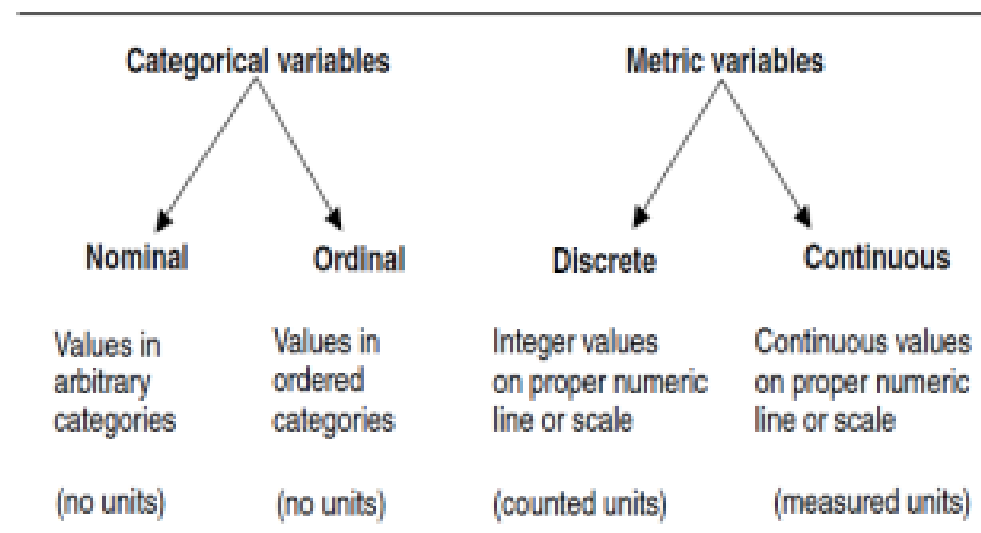 Categorical variables
Metric variables
Nominal
Ordinal
Discrete
Continuous
Values in
arbitrary
categories
(no units)
Values in
ordered
categories
(no units)
Integer values
on proper numeric
line or scale
(counted units)
Continuous values
on proper numeric
line or scale
(measured units)